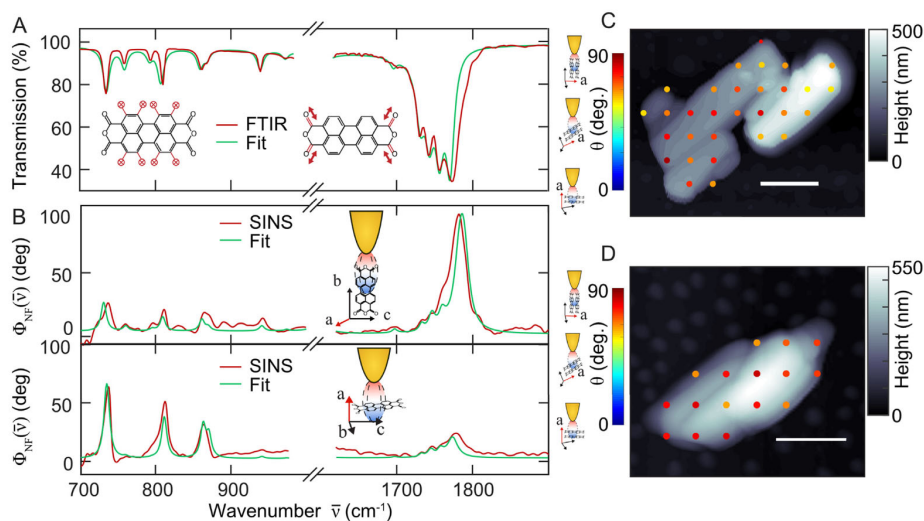 A
Transmission (%)
100
80
60
40
FTIR
Fit
O
O
O
O
O
O
O
O
O
O
O
O
B
Φ_NF(ν̄) (deg)
100
50
0
SINS
Fit
b
a
c
Φ_NF(ν̄) (deg)
100
50
0
SINS
Fit
a
b
c
700
800
900
1700
1800
Wavenumber ν̄ (cm⁻¹)
C
a
a
a
90
0
θ (deg.)
500
0
Height (nm)
D
a
a
a
90
0
θ (deg.)
550
0
Height (nm)